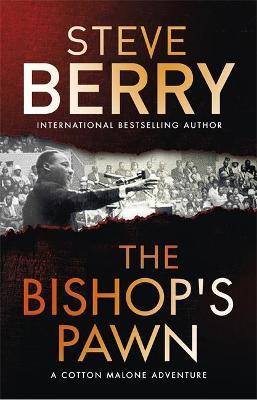 STEVE
BERRY
INTERNATIONAL BESTSELLING AUTHOR
THE
BISHOP'S
PAWN
A COTTON MALONE ADVENTURE